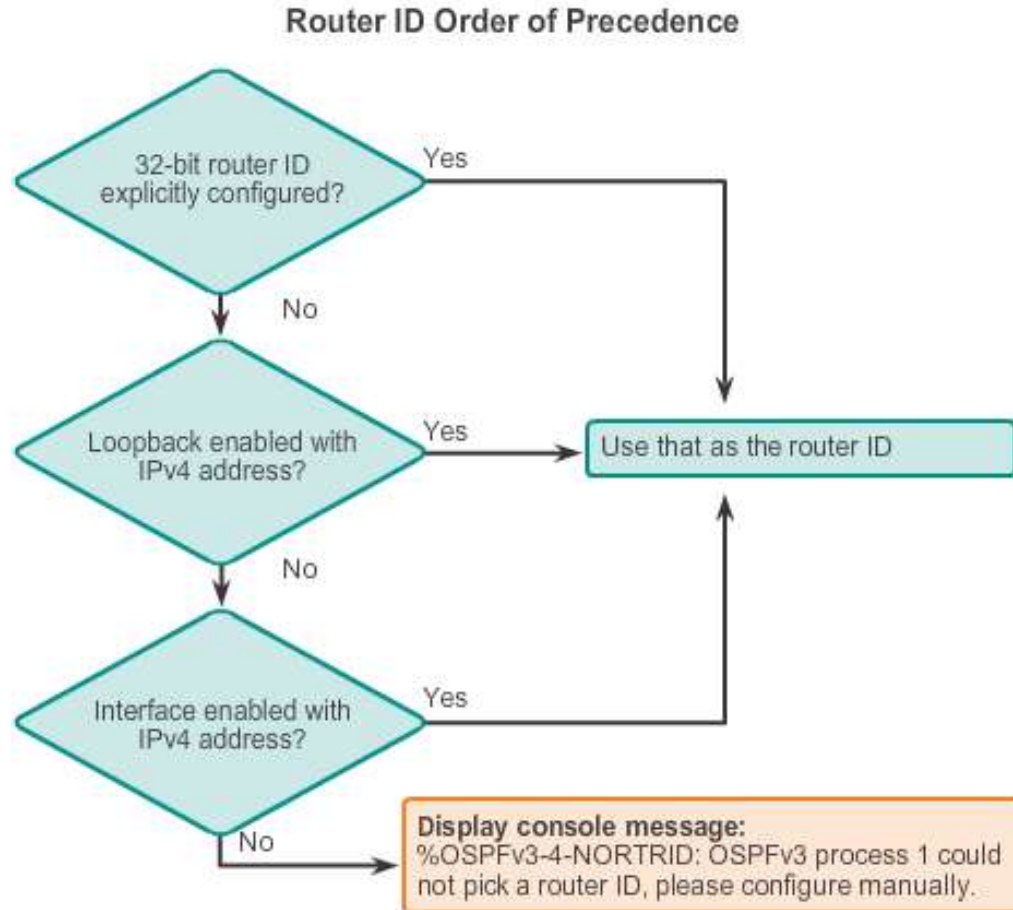 Router ID Order of Precedence
32-bit router ID
explicitly configured?
Yes
No
Loopback enabled with
IPv4 address?
Yes
Use that as the router ID
No
Interface enabled with
IPv4 address?
Yes
No
Display console message:
%OSPFv3-4-NORTRID: OSPFv3 process 1 could
not pick a router ID, please configure manually.